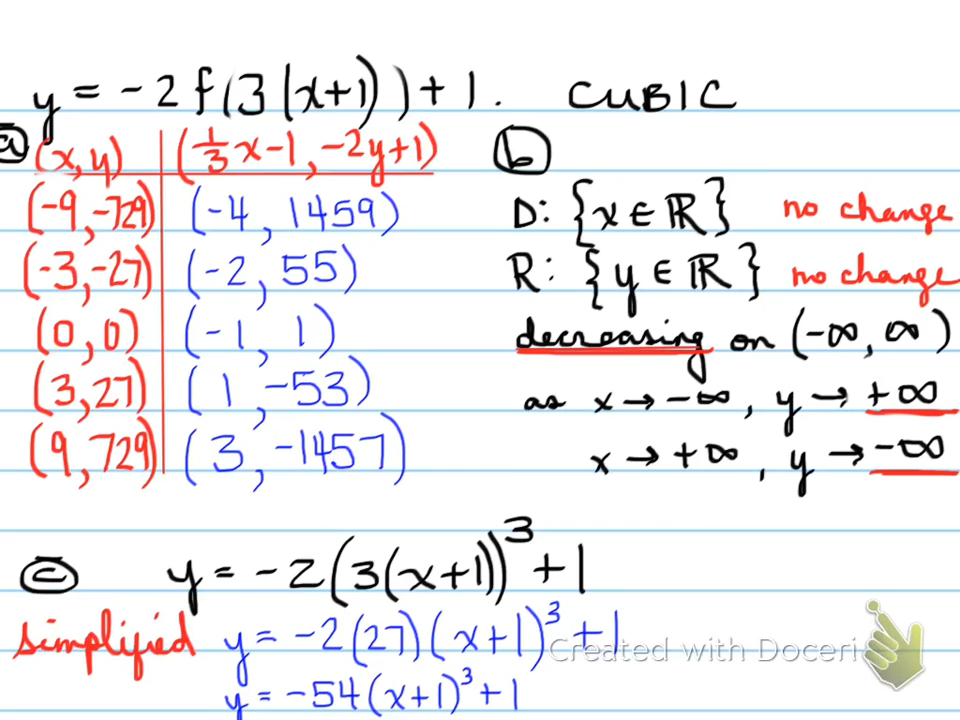 y = -2f(3(x+1))+1. CUBIC
a (x,y) (1/3x-1, -2y+1)
(-9,-729) (-4, 1459)
(-3,-27) (-2, 55)
(0,0) (-1, 1)
(3,27) (1, -53)
(9,729) (3, -1457)
b
D: {x ∈ ℝ} no change
R: {y ∈ ℝ} no change
decreasing on (-∞, ∞)
as x → -∞, y → +∞
x → +∞, y → -∞
c y = -2(3(x+1))³+1
simplified y = -2(27)(x+1)³+1
y = -54(x+1)³+1
Created with Doceri